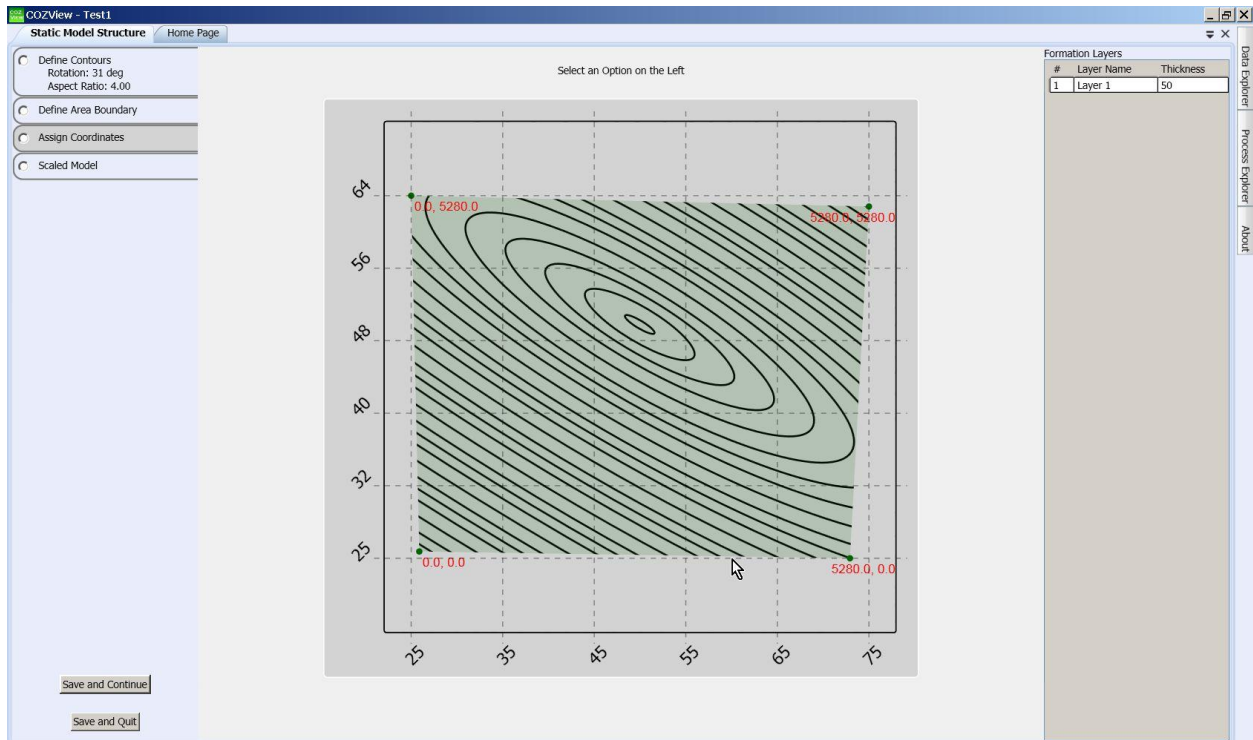 COZ View COZView - Test1
Static Model Structure Home Page
Define Contours
Rotation: 31 deg
Aspect Ratio: 4.00
Define Area Boundary
Assign Coordinates
Scaled Model
Save and Continue
Save and Quit
Select an Option on the Left
64
56
48
40
32
25
0.0, 5280.0
5280.0, 5280.0
0.0, 0.0
5280.0, 0.0
25 35 45 55 65 75
Formation Layers
# Layer Name Thickness
1 Layer 1 50
Data Explorer
Process Explorer
About